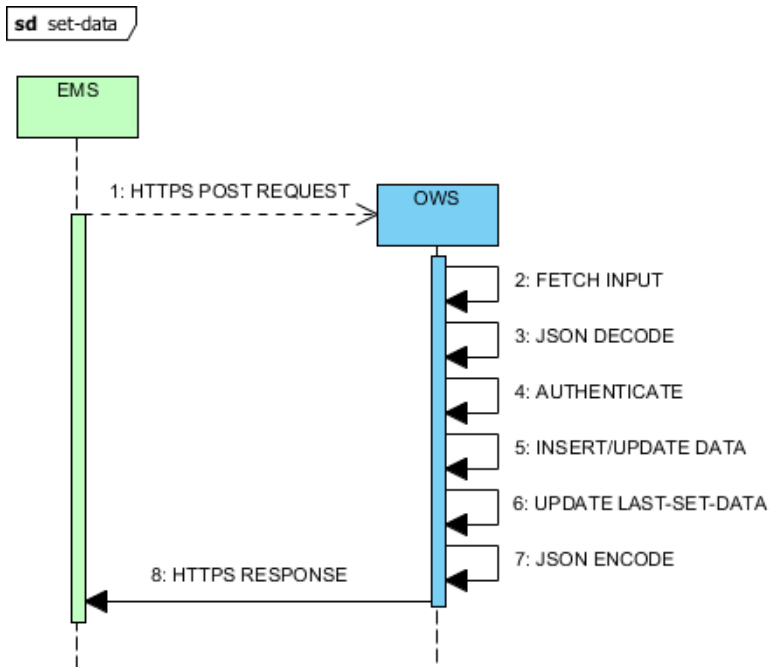 sd set-data
EMS
1: HTTPS POST REQUEST
OWS
2: FETCH INPUT
3: JSON DECODE
4: AUTHENTICATE
5: INSERT/UPDATE DATA
6: UPDATE LAST-SET-DATA
7: JSON ENCODE
8: HTTPS RESPONSE